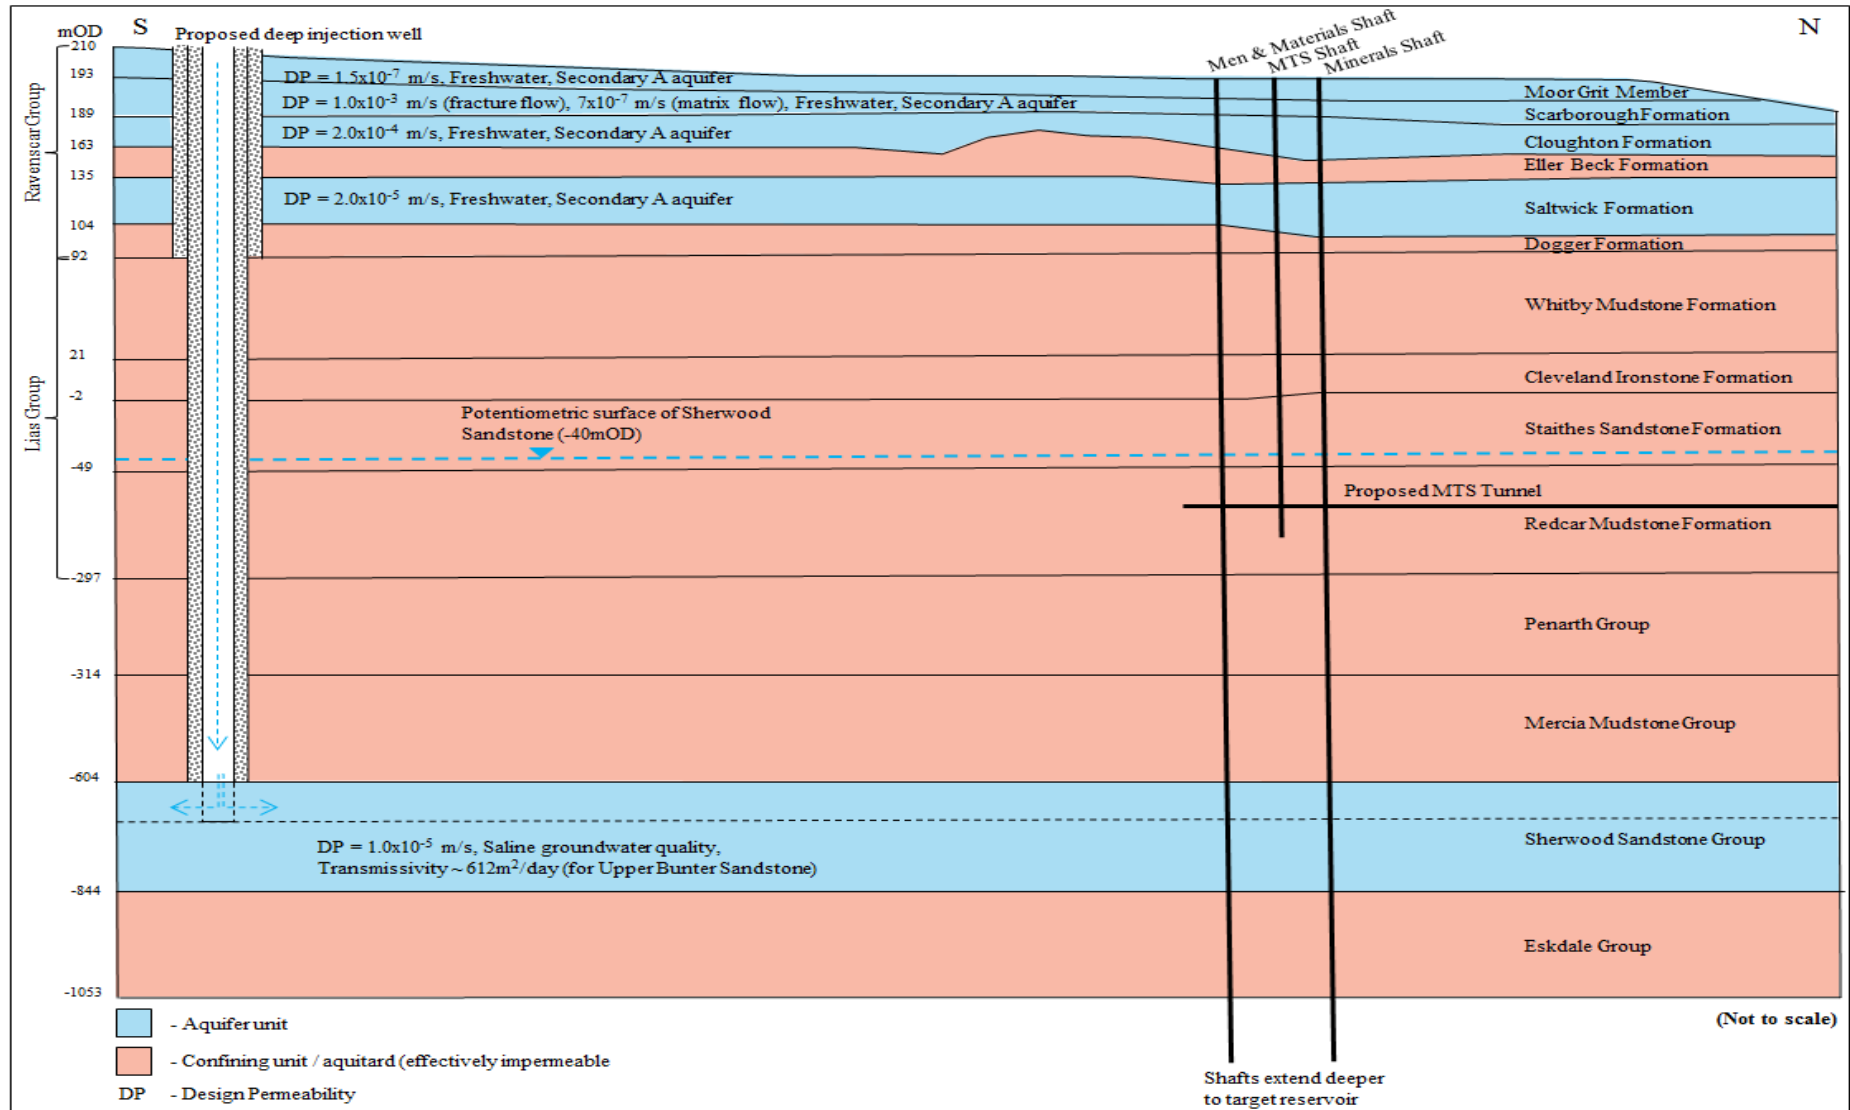 S
N
mOD
Proposed deep injection well
Men & Materials Shaft
MTS Shaft
Minerals Shaft
210
193
189
163
135
104
92
21
-2
-49
-297
-314
-604
-844
-1053
Ravenscar Group
Lias Group
DP = 1.5x10⁻⁷ m/s, Freshwater, Secondary A aquifer
DP = 1.0x10⁻³ m/s (fracture flow), 7x10⁻⁷ m/s (matrix flow), Freshwater, Secondary A aquifer
DP = 2.0x10⁻⁴ m/s, Freshwater, Secondary A aquifer
DP = 2.0x10⁻⁵ m/s, Freshwater, Secondary A aquifer
Moor Grit Member
Scarborough Formation
Cloughton Formation
Eller Beck Formation
Saltwick Formation
Dogger Formation
Whitby Mudstone Formation
Cleveland Ironstone Formation
Potentiometric surface of Sherwood
Sandstone (-40mOD)
Staithes Sandstone Formation
Proposed MTS Tunnel
Redcar Mudstone Formation
Penarth Group
Mercia Mudstone Group
Sherwood Sandstone Group
DP = 1.0x10⁻⁵ m/s, Saline groundwater quality,
Transmissivity ~ 612m²/day (for Upper Bunter Sandstone)
Eskdale Group
- Aquifer unit
- Confining unit / aquitard (effectively impermeable
DP - Design Permeability
(Not to scale)
Shafts extend deeper
to target reservoir